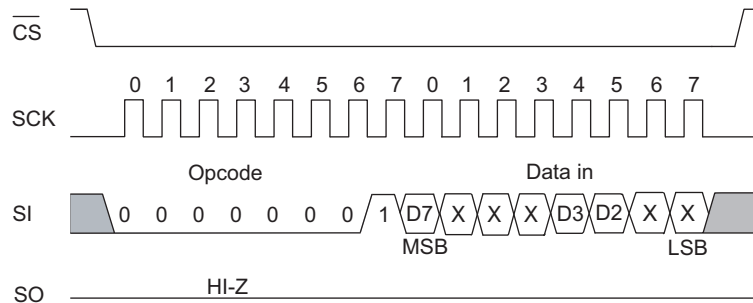 CS
0 1 2 3 4 5 6 7 0 1 2 3 4 5 6 7
SCK
Opcode Data in
SI 0 0 0 0 0 0 0 1 D7 X X X D3 D2 X X
MSB LSB
HI-Z
SO